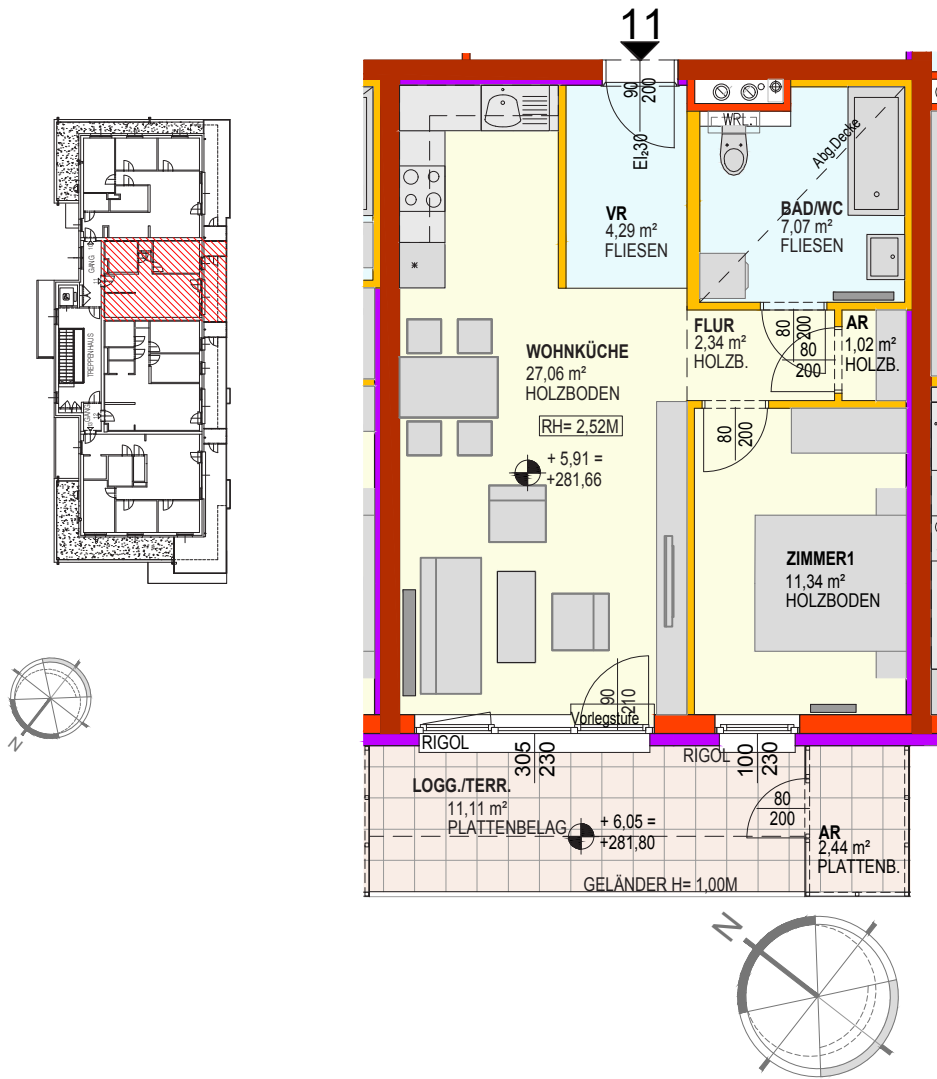 11
90
200
EI₂30
WRL.
Abg.Decke
VR
4,29 m²
FLIESEN
BAD/WC
7,07 m²
FLIESEN
GANG
10
11
TREPPENHAUS
GANG
WOHNKÜCHE
27,06 m²
HOLZBODEN
RH= 2,52M
+ 5,91 =
+281,66
FLUR
2,34 m²
HOLZB.
80
200
80
200
AR
1,02 m²
HOLZB.
80
200
ZIMMER1
11,34 m²
HOLZBODEN
90
210
Vorlegstufe
RIGOL
305
230
RIGOL
100
230
LOGG./TERR.
11,11 m²
PLATTENBELAG
+ 6,05 =
+281,80
80
200
AR
2,44 m²
PLATTENB.
GELÄNDER H= 1,00M
N
N